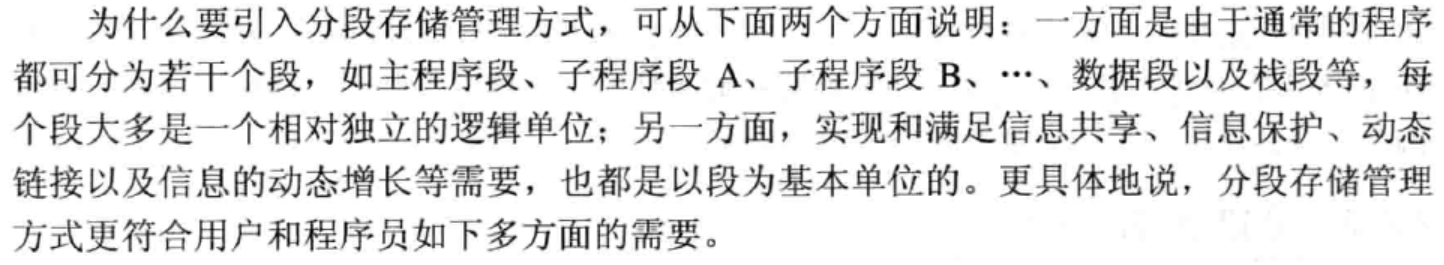 为什么要引入分段存储管理方式，可从下面两个方面说明：一方面是由于通常的程序
都可分为若干个段，如主程序段、子程序段 A、子程序段 B、…、数据段以及栈段等，每
个段大多是一个相对独立的逻辑单位；另一方面，实现和满足信息共享、信息保护、动态
链接以及信息的动态增长等需要，也都是以段为基本单位的。更具体地说，分段存储管理
方式更符合用户和程序员如下多方面的需要。